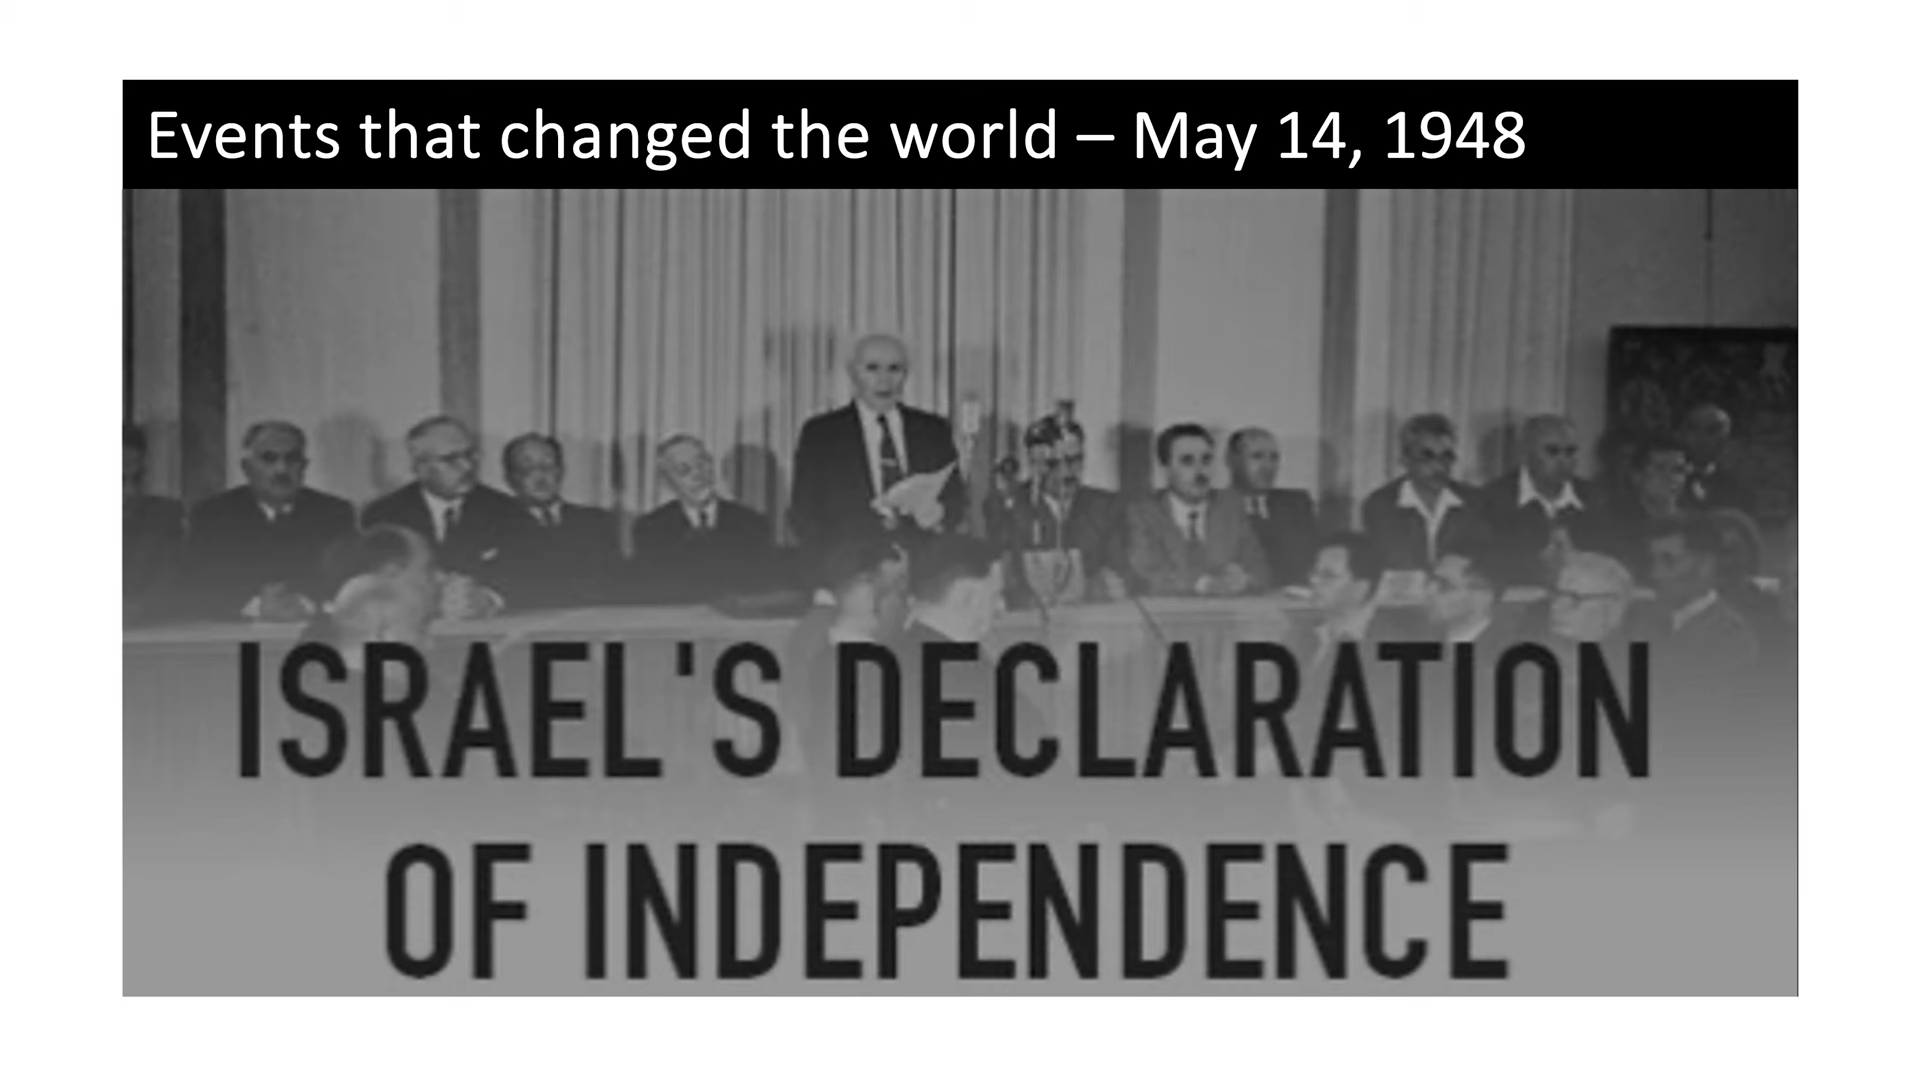 Events that changed the world – May 14, 1948
ISRAEL'S DECLARATION
OF INDEPENDENCE